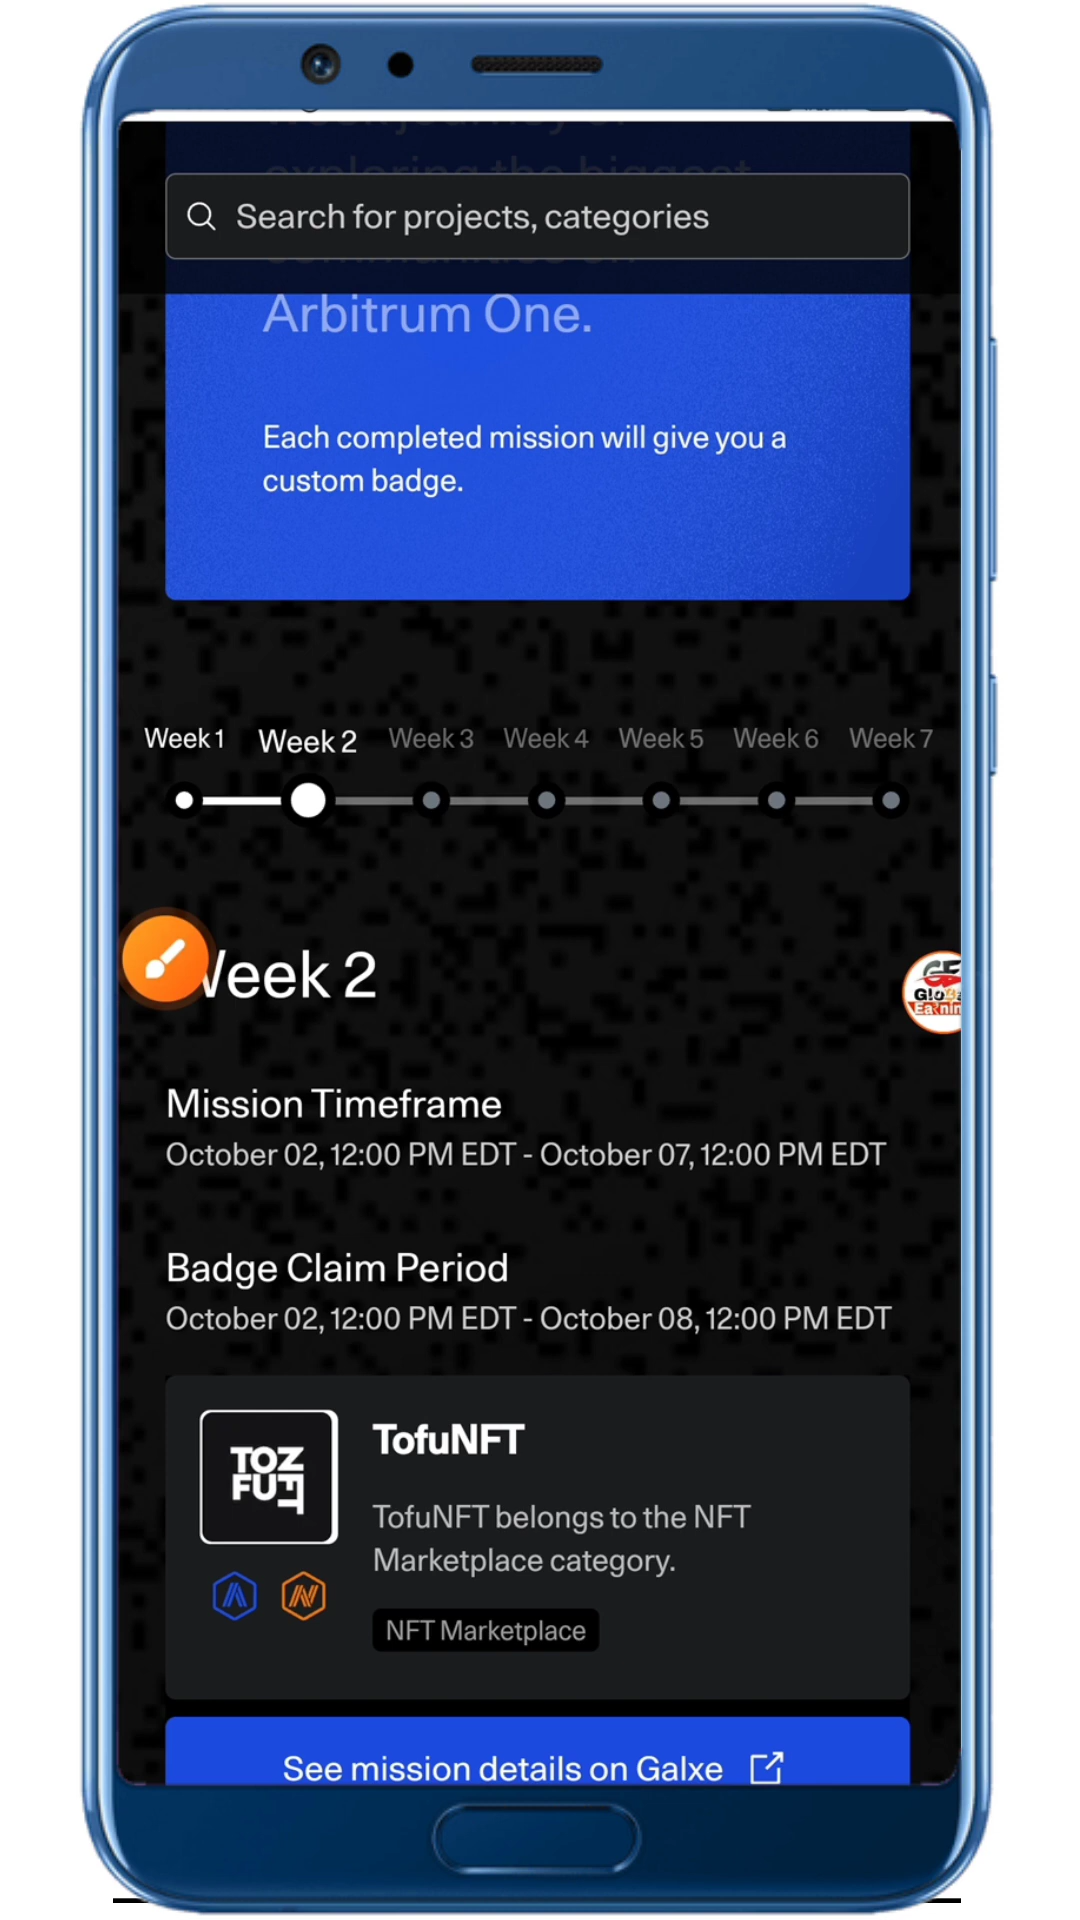 exploring the biggest
Search for projects, categories
Arbitrum One.
Each completed mission will give you a
custom badge.
Week 1 Week 2 Week 3 Week 4 Week 5 Week 6 Week 7
Week 2
Mission Timeframe
October 02, 12:00 PM EDT - October 07, 12:00 PM EDT
Badge Claim Period
October 02, 12:00 PM EDT - October 08, 12:00 PM EDT
TofuNFT
TofuNFT belongs to the NFT
Marketplace category.
NFT Marketplace
See mission details on Galxe